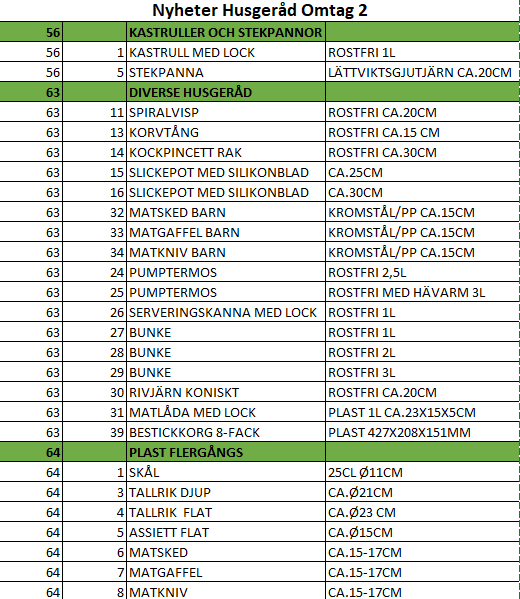 Nyheter Husgeråd Omtag 2
56 KASTRULLER OCH STEKPANNOR
56 1 KASTRULL MED LOCK ROSTFRI 1L
56 5 STEKPANNA LÄTTVIKTSGJUTJÄRN CA.20CM
63 DIVERSE HUSGERÅD
63 11 SPIRALVISP ROSTFRI CA.20CM
63 13 KORVTÅNG ROSTFRI CA.15 CM
63 14 KOCKPINCETT RAK ROSTFRI CA.30CM
63 15 SLICKEPOT MED SILIKONBLAD CA.25CM
63 16 SLICKEPOT MED SILIKONBLAD CA.30CM
63 32 MATSKED BARN KROMSTÅL/PP CA.15CM
63 33 MATGAFFEL BARN KROMSTÅL/PP CA.15CM
63 34 MATKNIV BARN KROMSTÅL/PP CA.15CM
63 24 PUMPTERMOS ROSTFRI 2,5L
63 25 PUMPTERMOS ROSTFRI MED HÄVARM 3L
63 26 SERVERINGSKANNA MED LOCK ROSTFRI 1L
63 27 BUNKE ROSTFRI 1L
63 28 BUNKE ROSTFRI 2L
63 29 BUNKE ROSTFRI 3L
63 30 RIVJÄRN KONISKT ROSTFRI CA.20CM
63 31 MATLÅDA MED LOCK PLAST 1L CA.23X15X5CM
63 39 BESTICKKORG 8-FACK PLAST 427X208X151MM
64 PLAST FLERGÅNGS
64 1 SKÅL 25CL Ø11CM
64 3 TALLRIK DJUP CA.Ø21CM
64 4 TALLRIK  FLAT CA.Ø23 CM
64 5 ASSIETT FLAT CA.Ø15CM
64 6 MATSKED CA.15-17CM
64 7 MATGAFFEL CA.15-17CM
64 8 MATKNIV CA.15-17CM